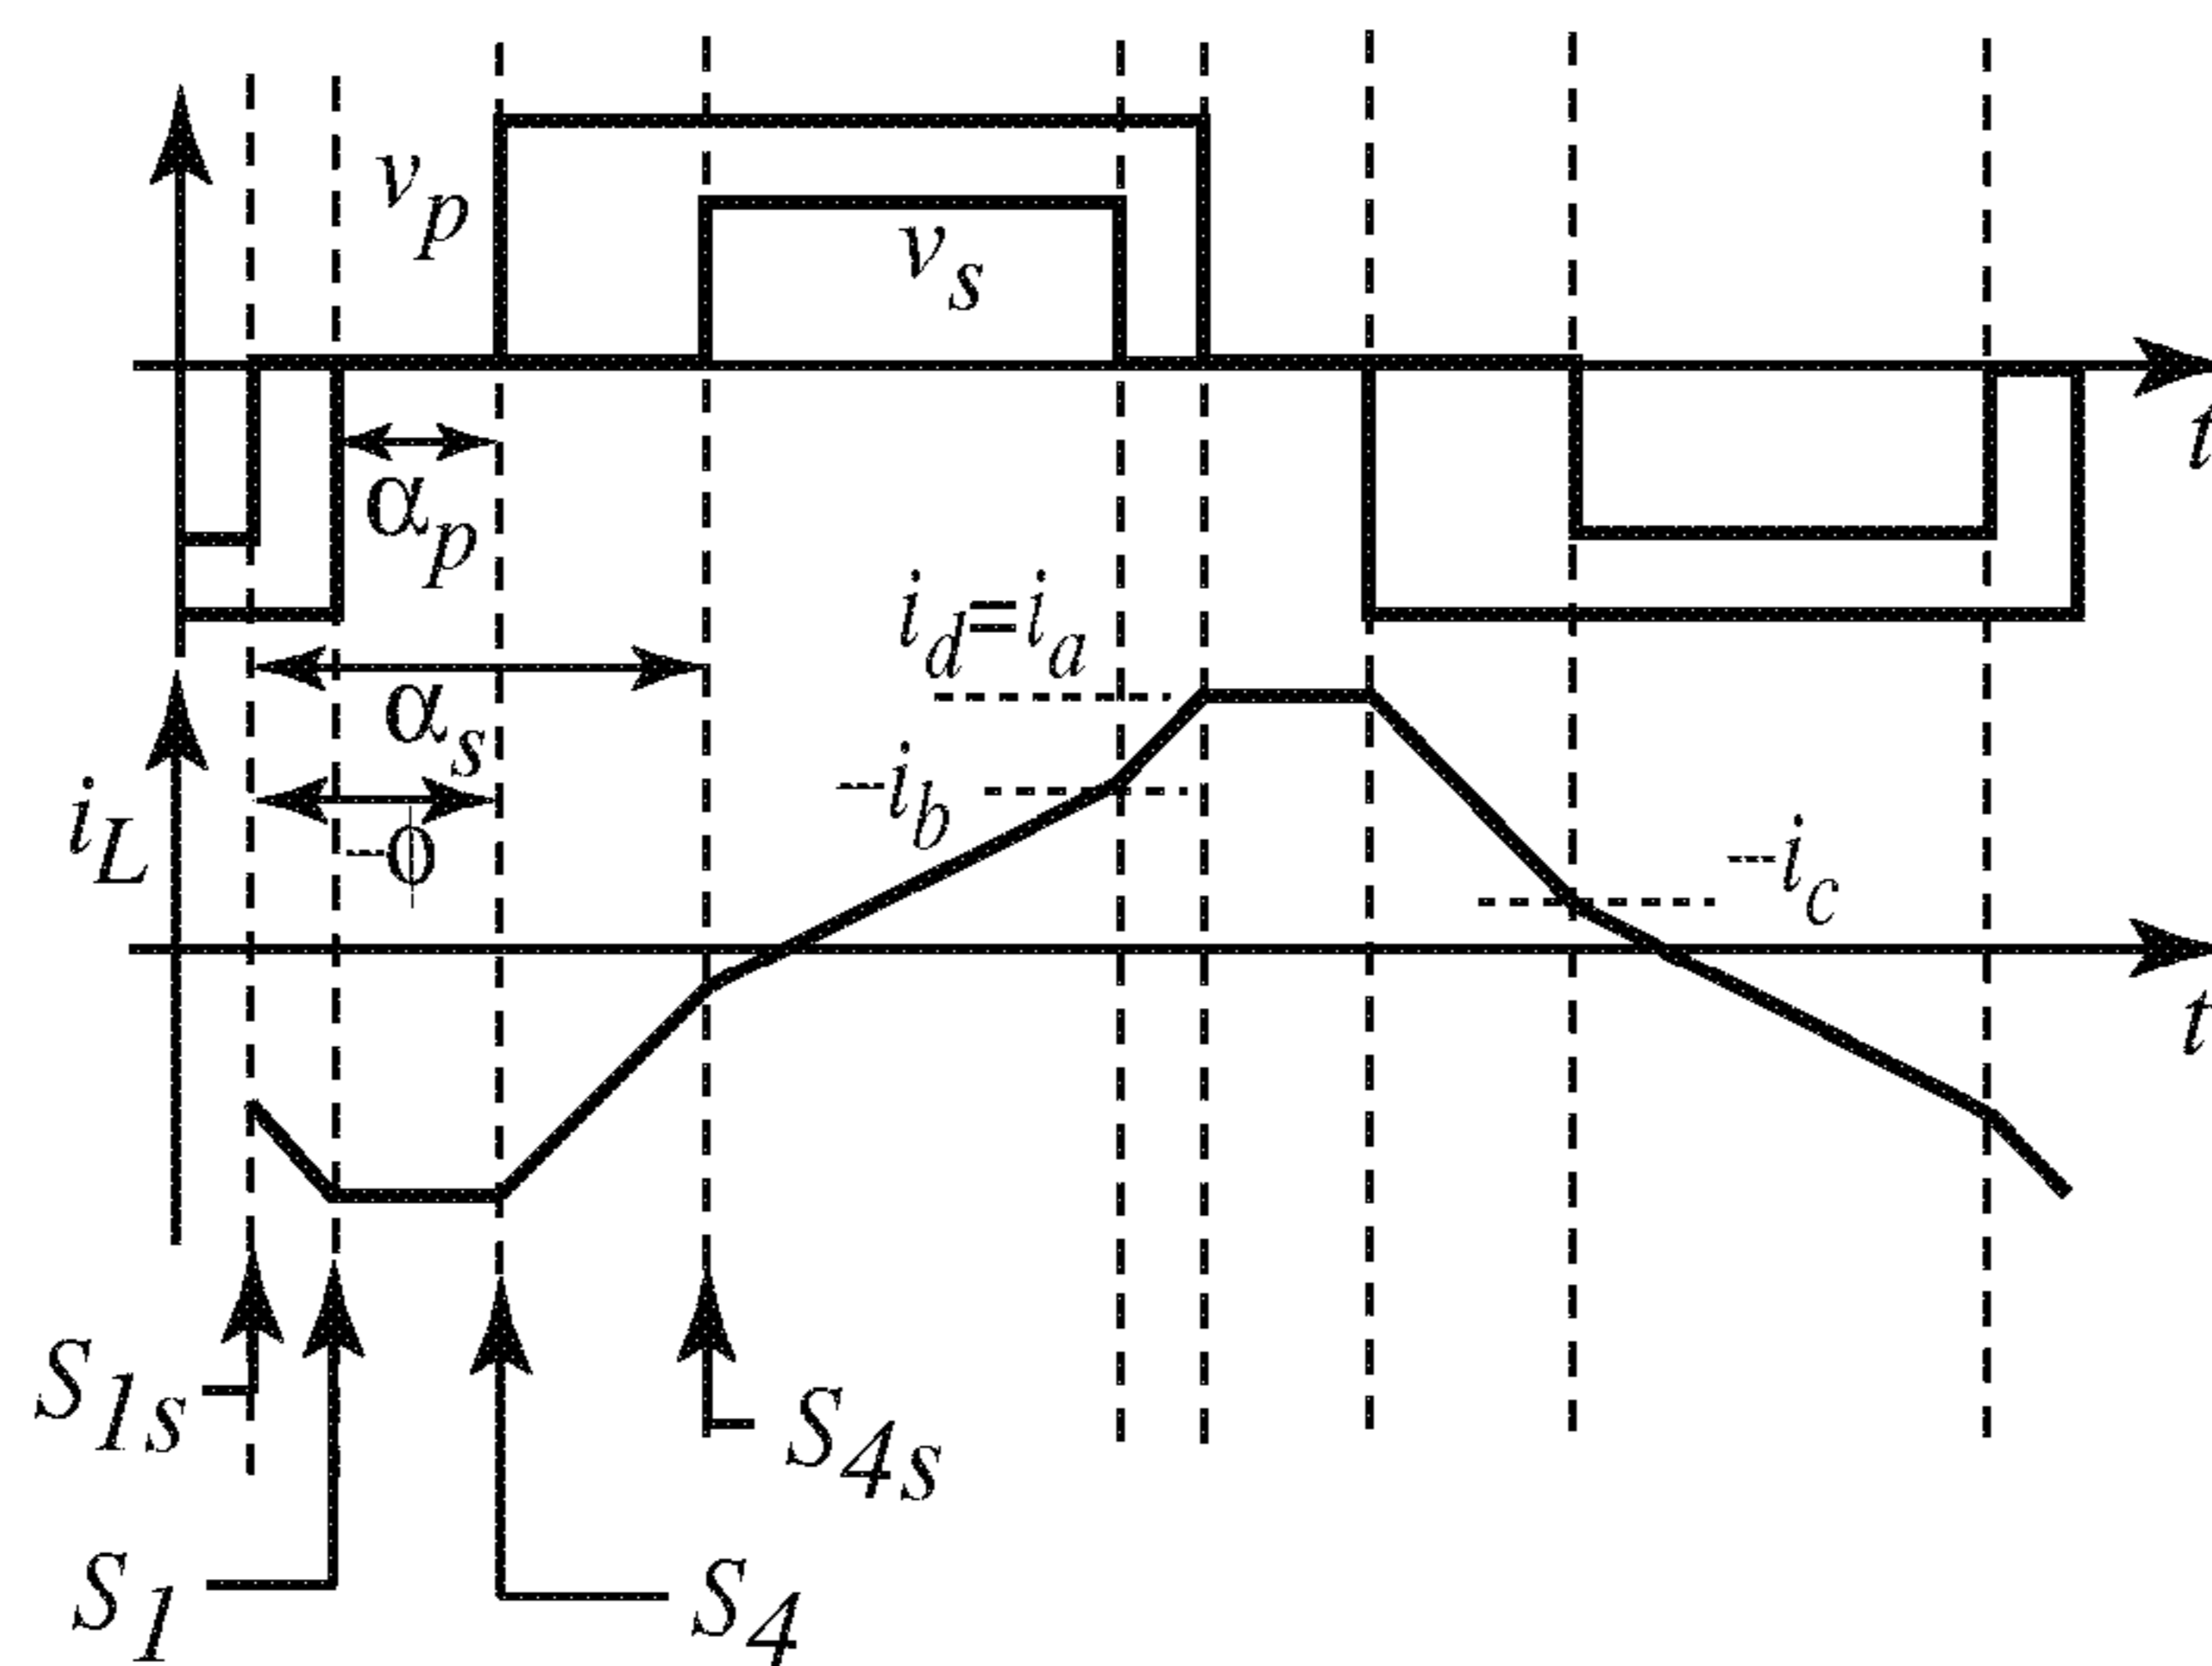 v_p
v_s
t
α_p
i_d=i_a
α_s
-i_b
i_L
-ϕ
-i_c
t
S_1s
S_4s
S_1
S_4